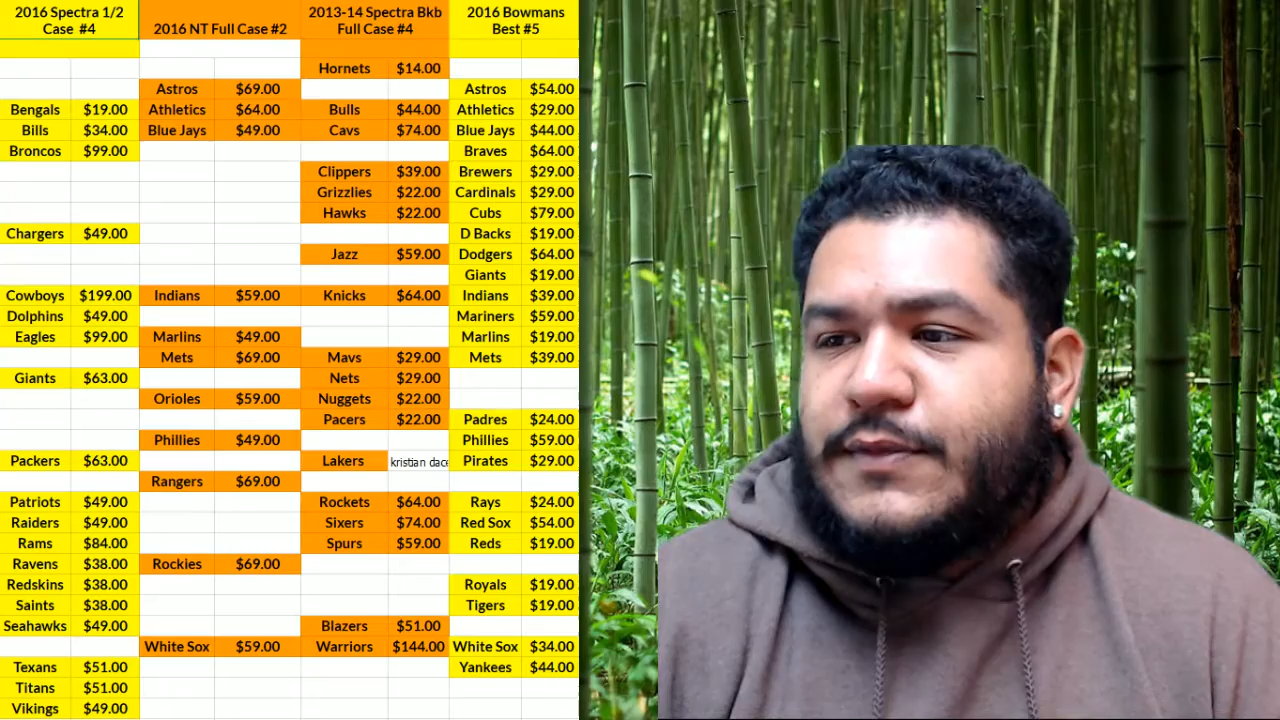 2016 Spectra 1/2 Case #4 2016 NT Full Case #2 2013-14 Spectra Bkb Full Case #4 2016 Bowmans Best #5
Hornets $14.00
Astros $69.00 Astros $54.00
Bengals $19.00 Athletics $64.00 Bulls $44.00 Athletics $29.00
Bills $34.00 Blue Jays $49.00 Cavs $74.00 Blue Jays $44.00
Broncos $99.00 Braves $64.00
Clippers $39.00 Brewers $29.00
Grizzlies $22.00 Cardinals $29.00
Hawks $22.00 Cubs $79.00
Chargers $49.00 D Backs $19.00
Jazz $59.00 Dodgers $64.00
Giants $19.00
Cowboys $199.00 Indians $59.00 Knicks $64.00 Indians $39.00
Dolphins $49.00 Mariners $59.00
Eagles $99.00 Marlins $49.00 Marlins $19.00
Mets $69.00 Mavs $29.00 Mets $39.00
Giants $63.00 Nets $29.00
Orioles $59.00 Nuggets $22.00
Pacers $22.00 Padres $24.00
Phillies $49.00 Phillies $59.00
Packers $63.00 Lakers kristian dace Pirates $29.00
Rangers $69.00
Patriots $49.00 Rockets $64.00 Rays $24.00
Raiders $49.00 Sixers $74.00 Red Sox $54.00
Rams $84.00 Spurs $59.00 Reds $19.00
Ravens $38.00 Rockies $69.00
Redskins $38.00 Royals $19.00
Saints $38.00 Tigers $19.00
Seahawks $49.00 Blazers $51.00
White Sox $59.00 Warriors $144.00 White Sox $34.00
Texans $51.00 Yankees $44.00
Titans $51.00
Vikings $49.00